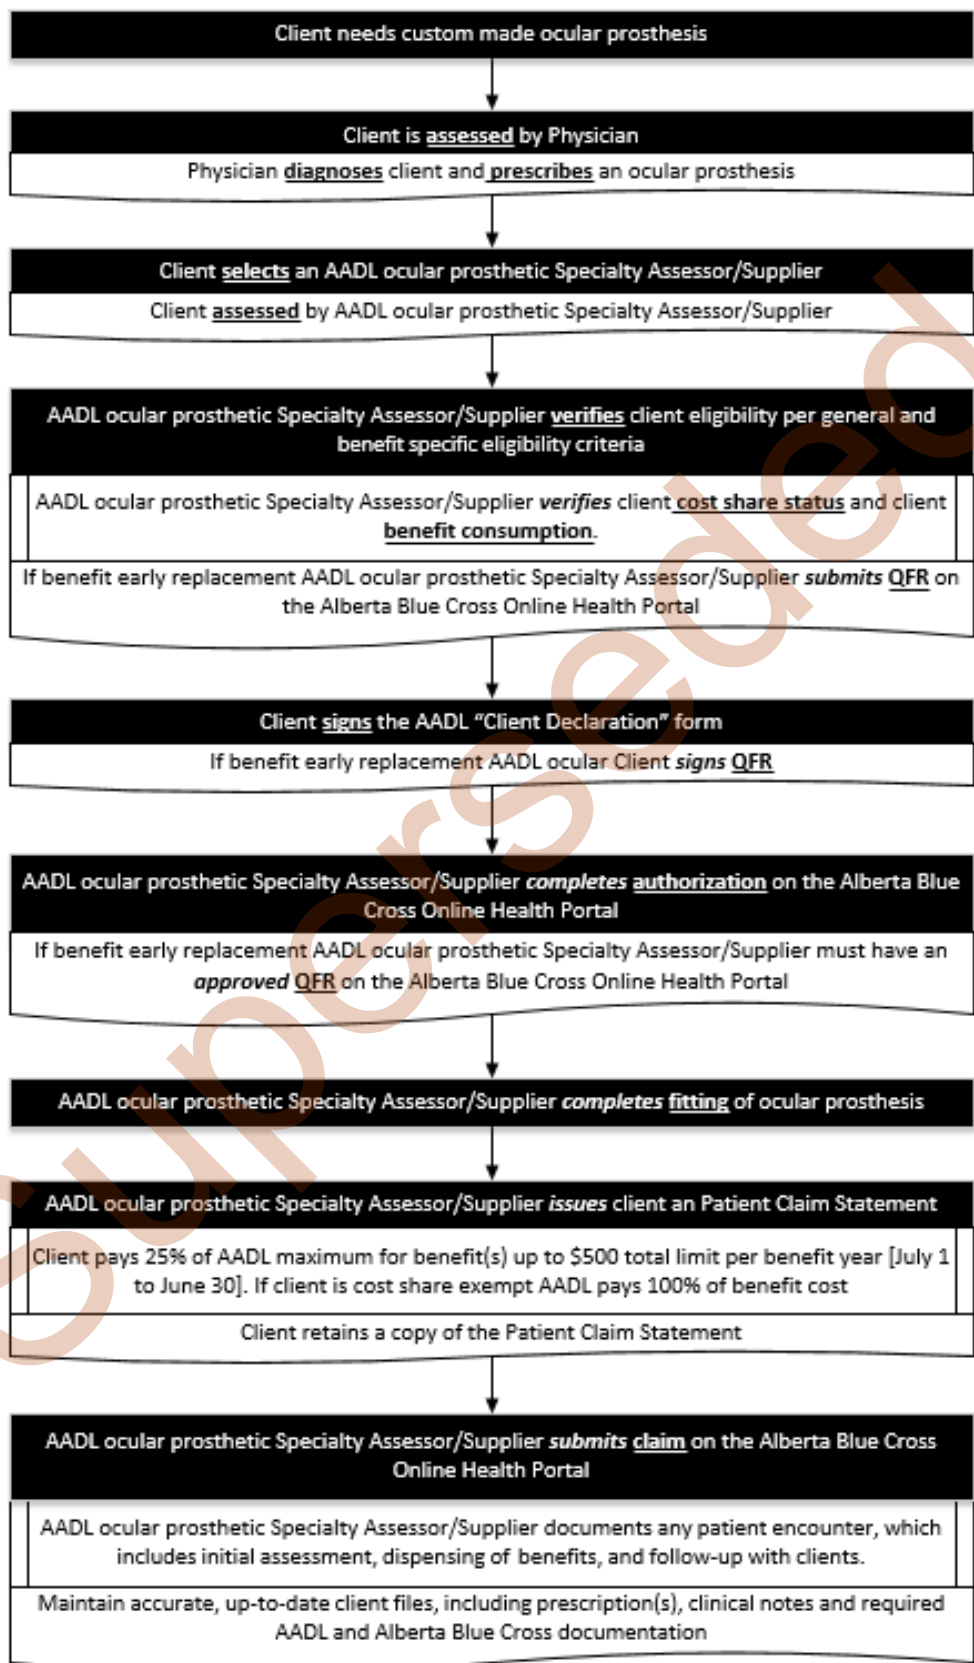 Client needs custom made ocular prosthesis
Client is assessed by Physician
Physician diagnoses client and prescribes an ocular prosthesis
Client selects an AADL ocular prosthetic Specialty Assessor/Supplier
Client assessed by AADL ocular prosthetic Specialty Assessor/Supplier
AADL ocular prosthetic Specialty Assessor/Supplier verifies client eligibility per general and
benefit specific eligibility criteria
AADL ocular prosthetic Specialty Assessor/Supplier verifies client cost share status and client
benefit consumption.
If benefit early replacement AADL ocular prosthetic Specialty Assessor/Supplier submits QFR on
the Alberta Blue Cross Online Health Portal
Client signs the AADL “Client Declaration” form
If benefit early replacement AADL ocular Client signs QFR
AADL ocular prosthetic Specialty Assessor/Supplier completes authorization on the Alberta Blue
Cross Online Health Portal
If benefit early replacement AADL ocular prosthetic Specialty Assessor/Supplier must have an
approved QFR on the Alberta Blue Cross Online Health Portal
AADL ocular prosthetic Specialty Assessor/Supplier completes fitting of ocular prosthesis
AADL ocular prosthetic Specialty Assessor/Supplier issues client an Patient Claim Statement
Client pays 25% of AADL maximum for benefit(s) up to $500 total limit per benefit year [July 1
to June 30]. If client is cost share exempt AADL pays 100% of benefit cost
Client retains a copy of the Patient Claim Statement
AADL ocular prosthetic Specialty Assessor/Supplier submits claim on the Alberta Blue Cross
Online Health Portal
AADL ocular prosthetic Specialty Assessor/Supplier documents any patient encounter, which
includes initial assessment, dispensing of benefits, and follow-up with clients.
Maintain accurate, up-to-date client files, including prescription(s), clinical notes and required
AADL and Alberta Blue Cross documentation
Superseded